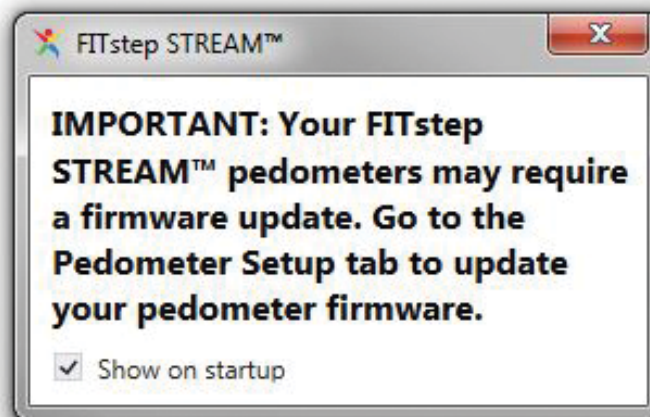 FITstep STREAM™
IMPORTANT: Your FITstep
STREAM™ pedometers may require
a firmware update. Go to the
Pedometer Setup tab to update
your pedometer firmware.
Show on startup